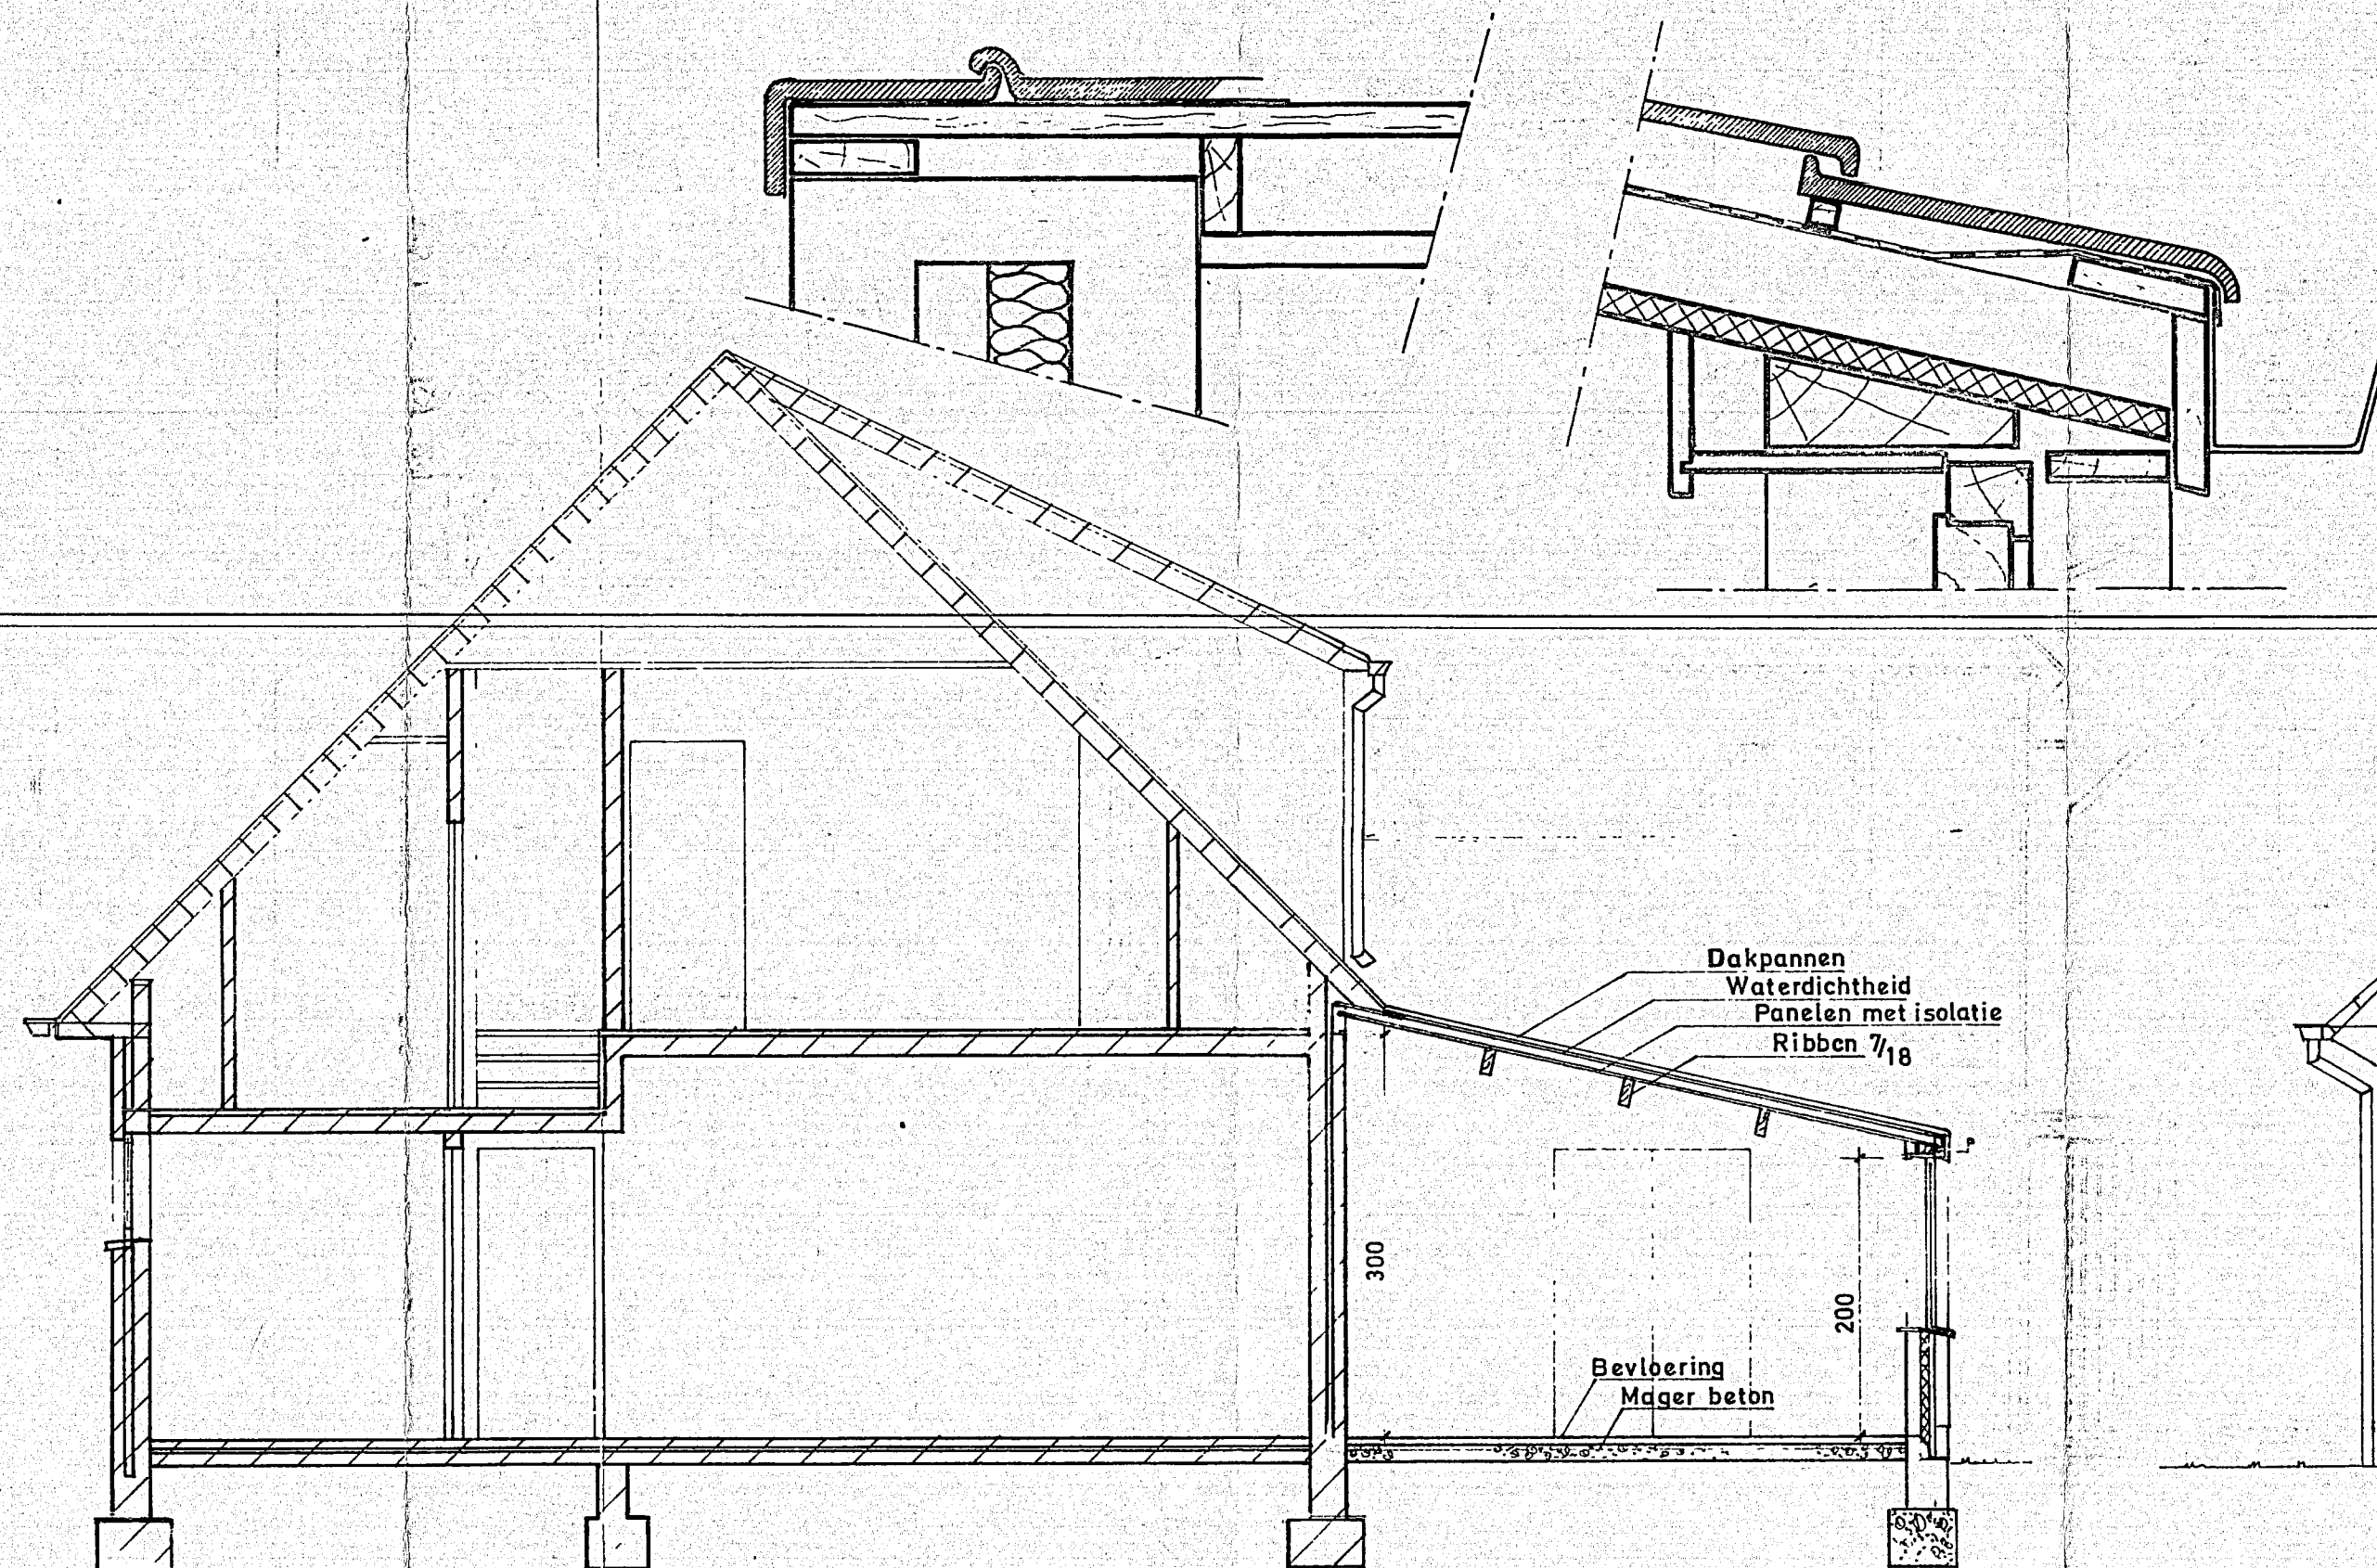 Dakpannen
Waterdichtheid
Panelen met isolatie
Ribben 7/18
300
200
Bevloering
Mager beton